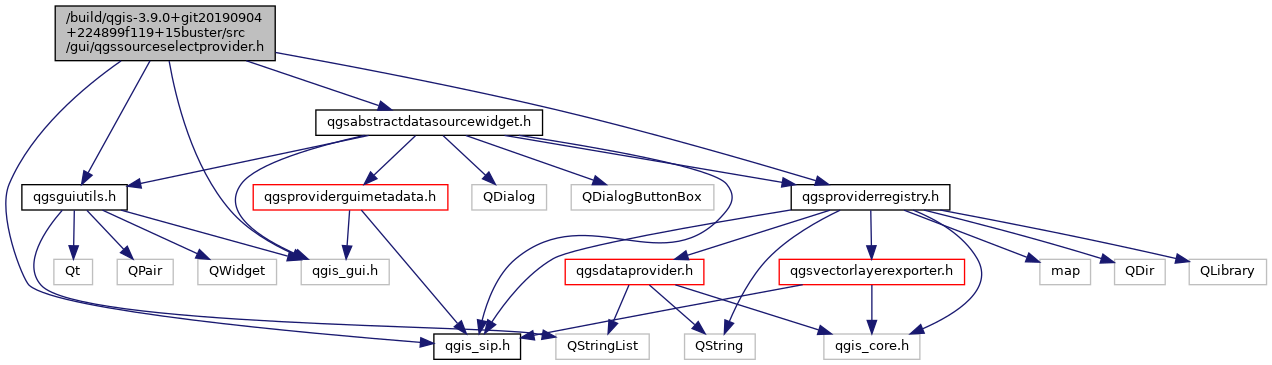 /build/qgis-3.9.0+git20190904
+224899f119+15buster/src
/gui/qgssourceselectprovider.h
qgsabstractdatasourcewidget.h
qgsguiutils.h
qgsproviderguimetadata.h
QDialog
QDialogButtonBox
qgsproviderregistry.h
Qt
QPair
QWidget
qgis_gui.h
qgsdataprovider.h
qgsvectorlayerexporter.h
map
QDir
QLibrary
qgis_sip.h
QStringList
QString
qgis_core.h